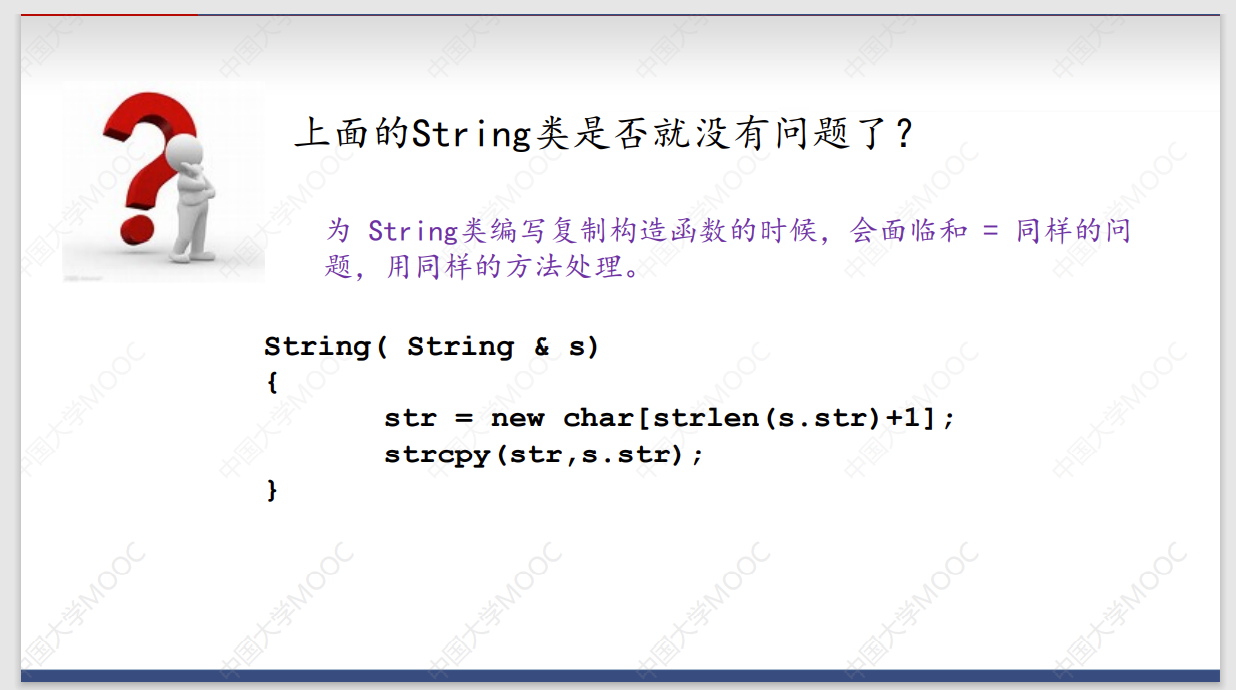 上面的String类是否就没有问题了？
为 String类编写复制构造函数的时候，会面临和 = 同样的问
题，用同样的方法处理。
String( String & s)
{
str = new char[strlen(s.str)+1];
strcpy(str,s.str);
}
中国大学MOOC